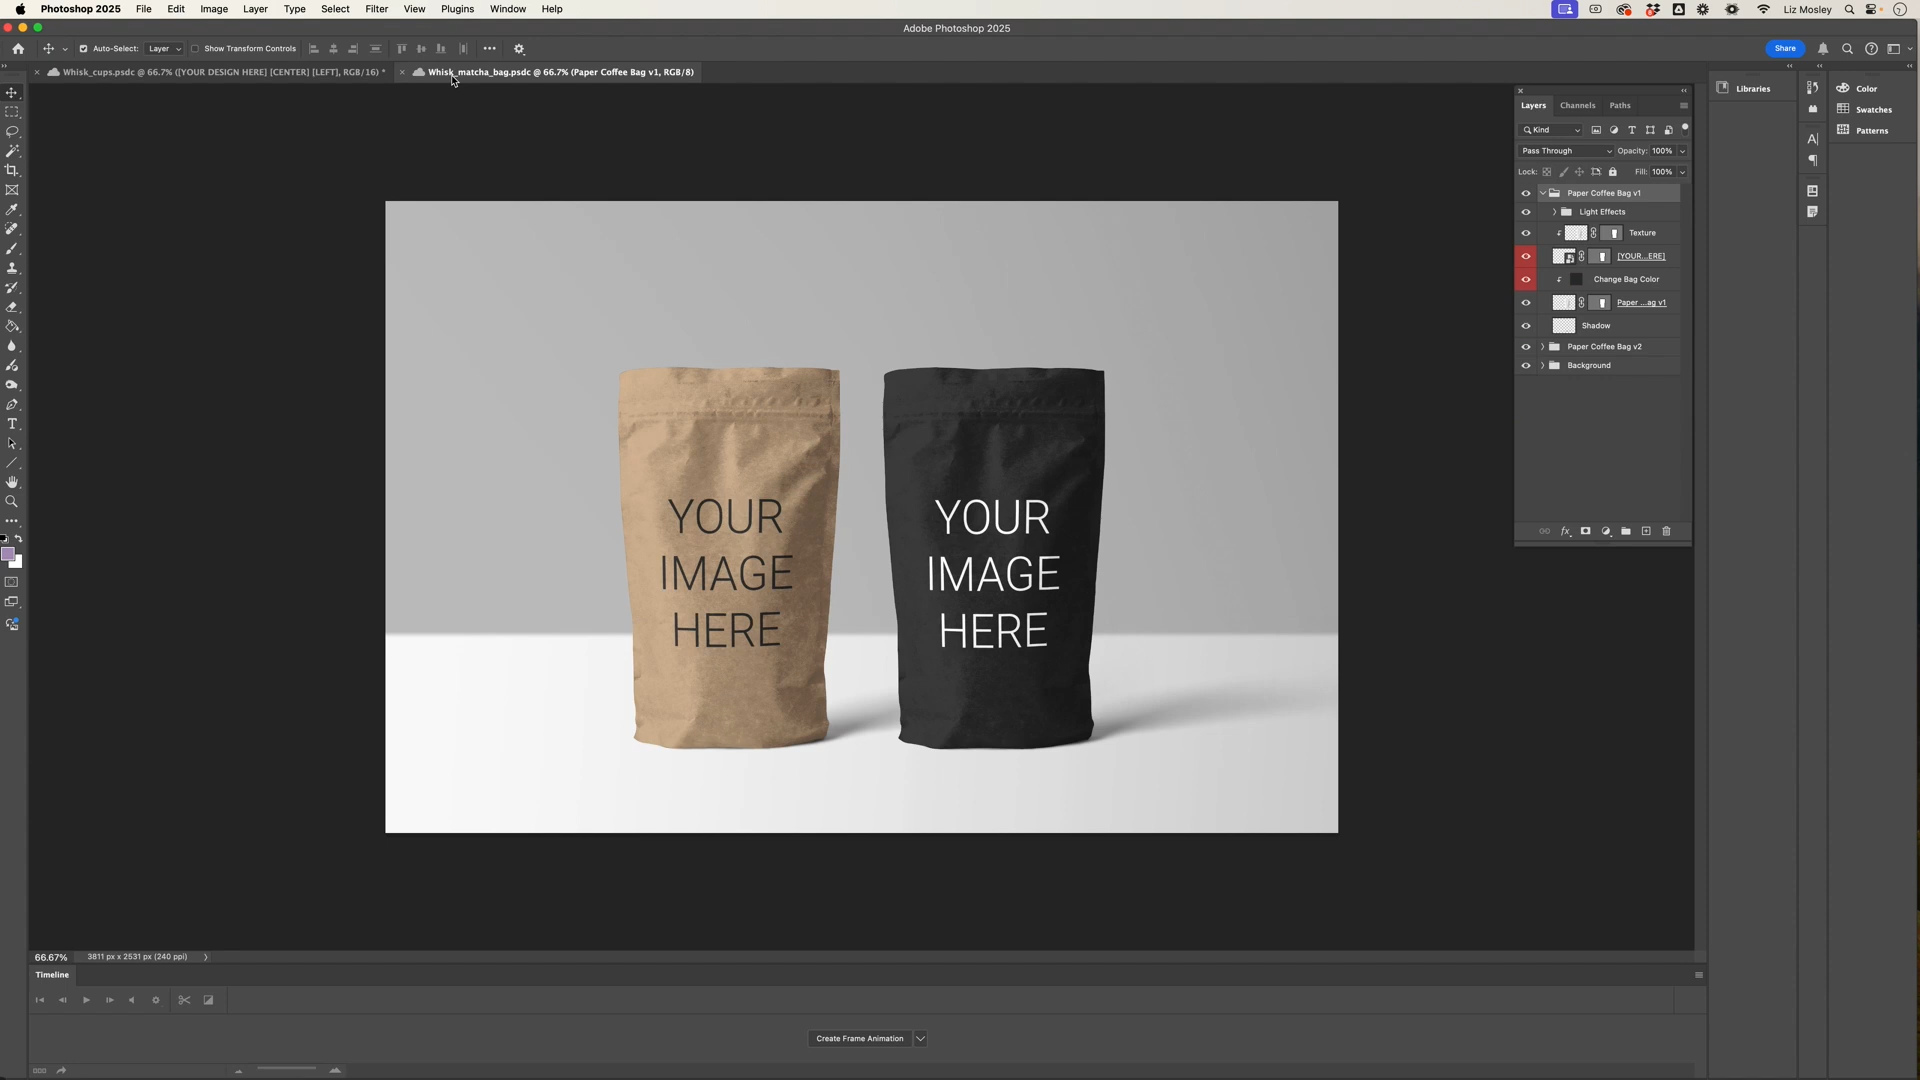 Photoshop 2025 File Edit Image Layer Type Select Filter View Plugins Window Help Liz Mosley
Adobe Photoshop 2025
Auto-Select: Layer Show Transform Controls Share
Whisk_cups.psdc @ 66.7% ([YOUR DESIGN HERE] [CENTER] [LEFT], RGB/16) *
Whisk_matcha_bag.psdc @ 66.7% (Paper Coffee Bag v1, RGB/8)
Libraries
Color
Swatches
Patterns
Layers Channels Paths
Kind
Pass Through Opacity: 100%
Lock: Fill: 100%
Paper Coffee Bag v1
Light Effects
Texture
[YOUR...ERE]
Change Bag Color
Paper ...ag v1
Shadow
Paper Coffee Bag v2
Background
YOUR
IMAGE
HERE
YOUR
IMAGE
HERE
66.67% 3811 px x 2531 px (240 ppi)
Timeline
Create Frame Animation